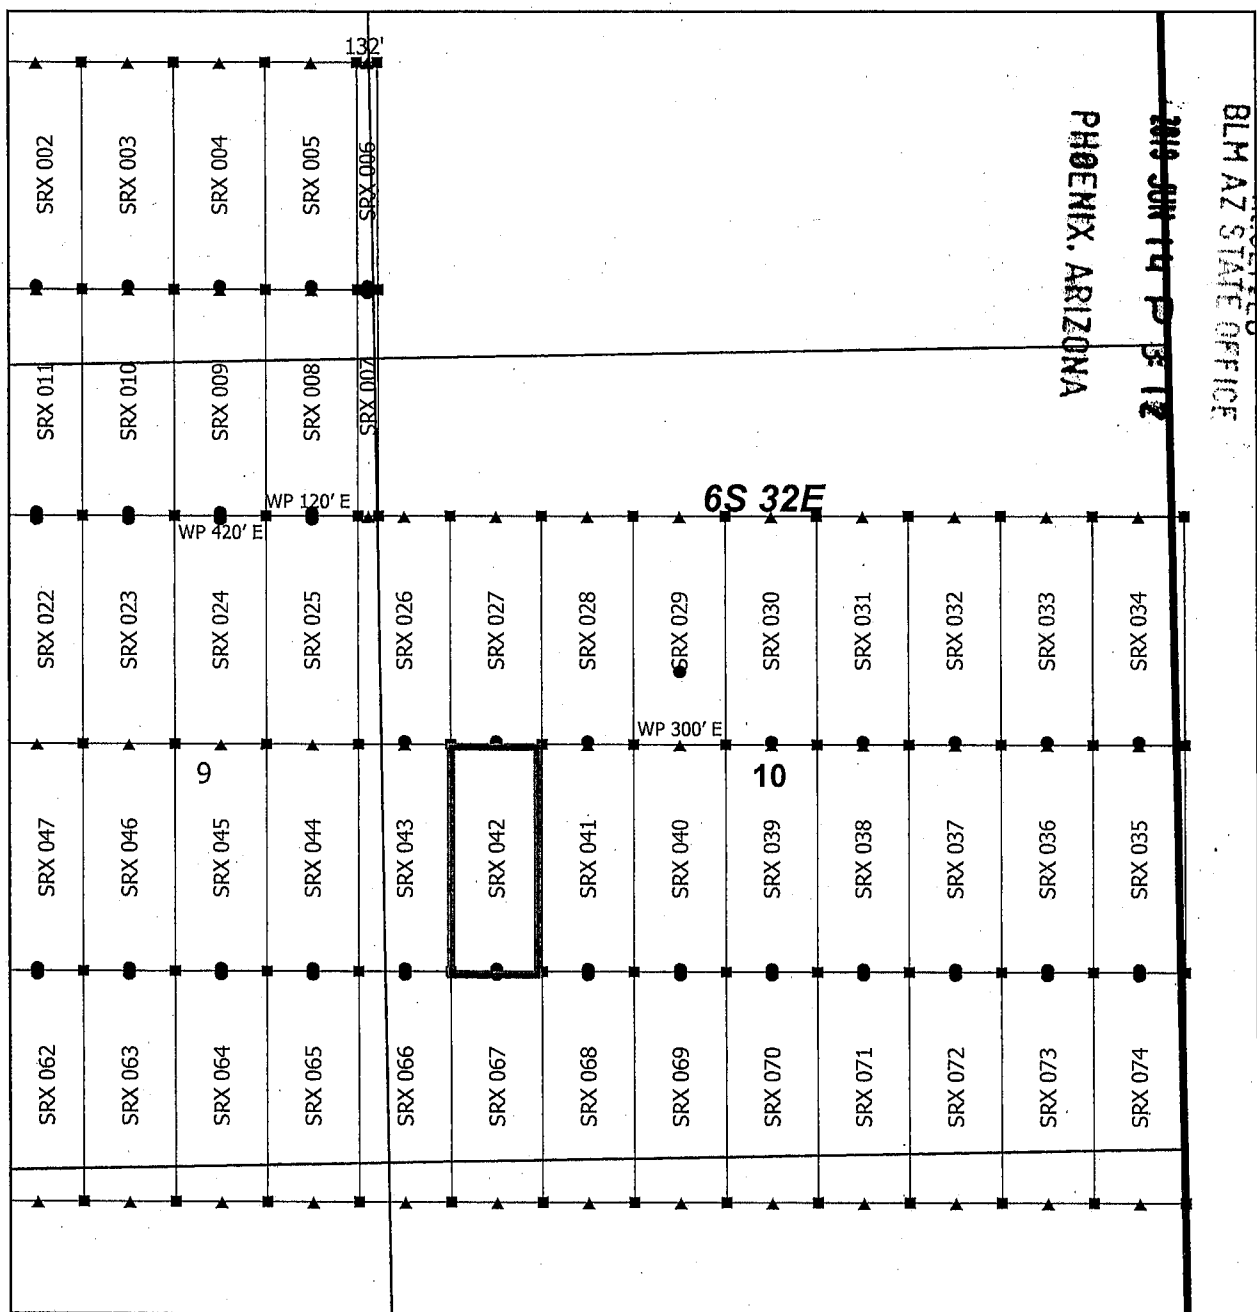 132'
SRX 002
SRX 003
SRX 004
SRX 005
SRX 006
BLM AZ STATE OFFICE
2019 JUN 14 P 3:12
PHOENIX, ARIZONA
SRX 011
SRX 010
SRX 009
SRX 008
SRX 007
WP 120' E
WP 420' E
6S 32E
SRX 022
SRX 023
SRX 024
SRX 025
SRX 026
SRX 027
SRX 028
SRX 029
SRX 030
SRX 031
SRX 032
SRX 033
SRX 034
WP 300' E
9
10
SRX 047
SRX 046
SRX 045
SRX 044
SRX 043
SRX 042
SRX 041
SRX 040
SRX 039
SRX 038
SRX 037
SRX 036
SRX 035
SRX 062
SRX 063
SRX 064
SRX 065
SRX 066
SRX 067
SRX 068
SRX 069
SRX 070
SRX 071
SRX 072
SRX 073
SRX 074